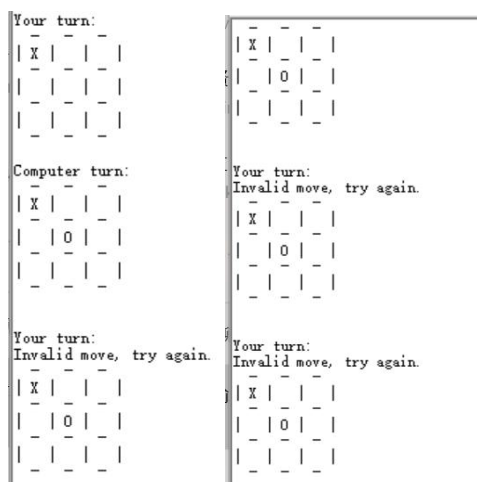 Your turn:
_ _ _
| X |   |   |
_ _ _
|   |   |   |
_ _ _
|   |   |   |
_ _ _
Computer turn:
_ _ _
| X |   |   |
_ _ _
|   | O |   |
_ _ _
|   |   |   |
_ _ _
Your turn:
Invalid move, try again.
_ _ _
| X |   |   |
_ _ _
|   | O |   |
_ _ _
|   |   |   |
_ _ _
_ _ _
| X |   |   |
_ _ _
|   | O |   |
_ _ _
|   |   |   |
_ _ _
Your turn:
Invalid move, try again.
_ _ _
| X |   |   |
_ _ _
|   | O |   |
_ _ _
|   |   |   |
_ _ _
Your turn:
Invalid move, try again.
_ _ _
| X |   |   |
_ _ _
|   | O |   |
_ _ _
|   |   |   |
_ _ _